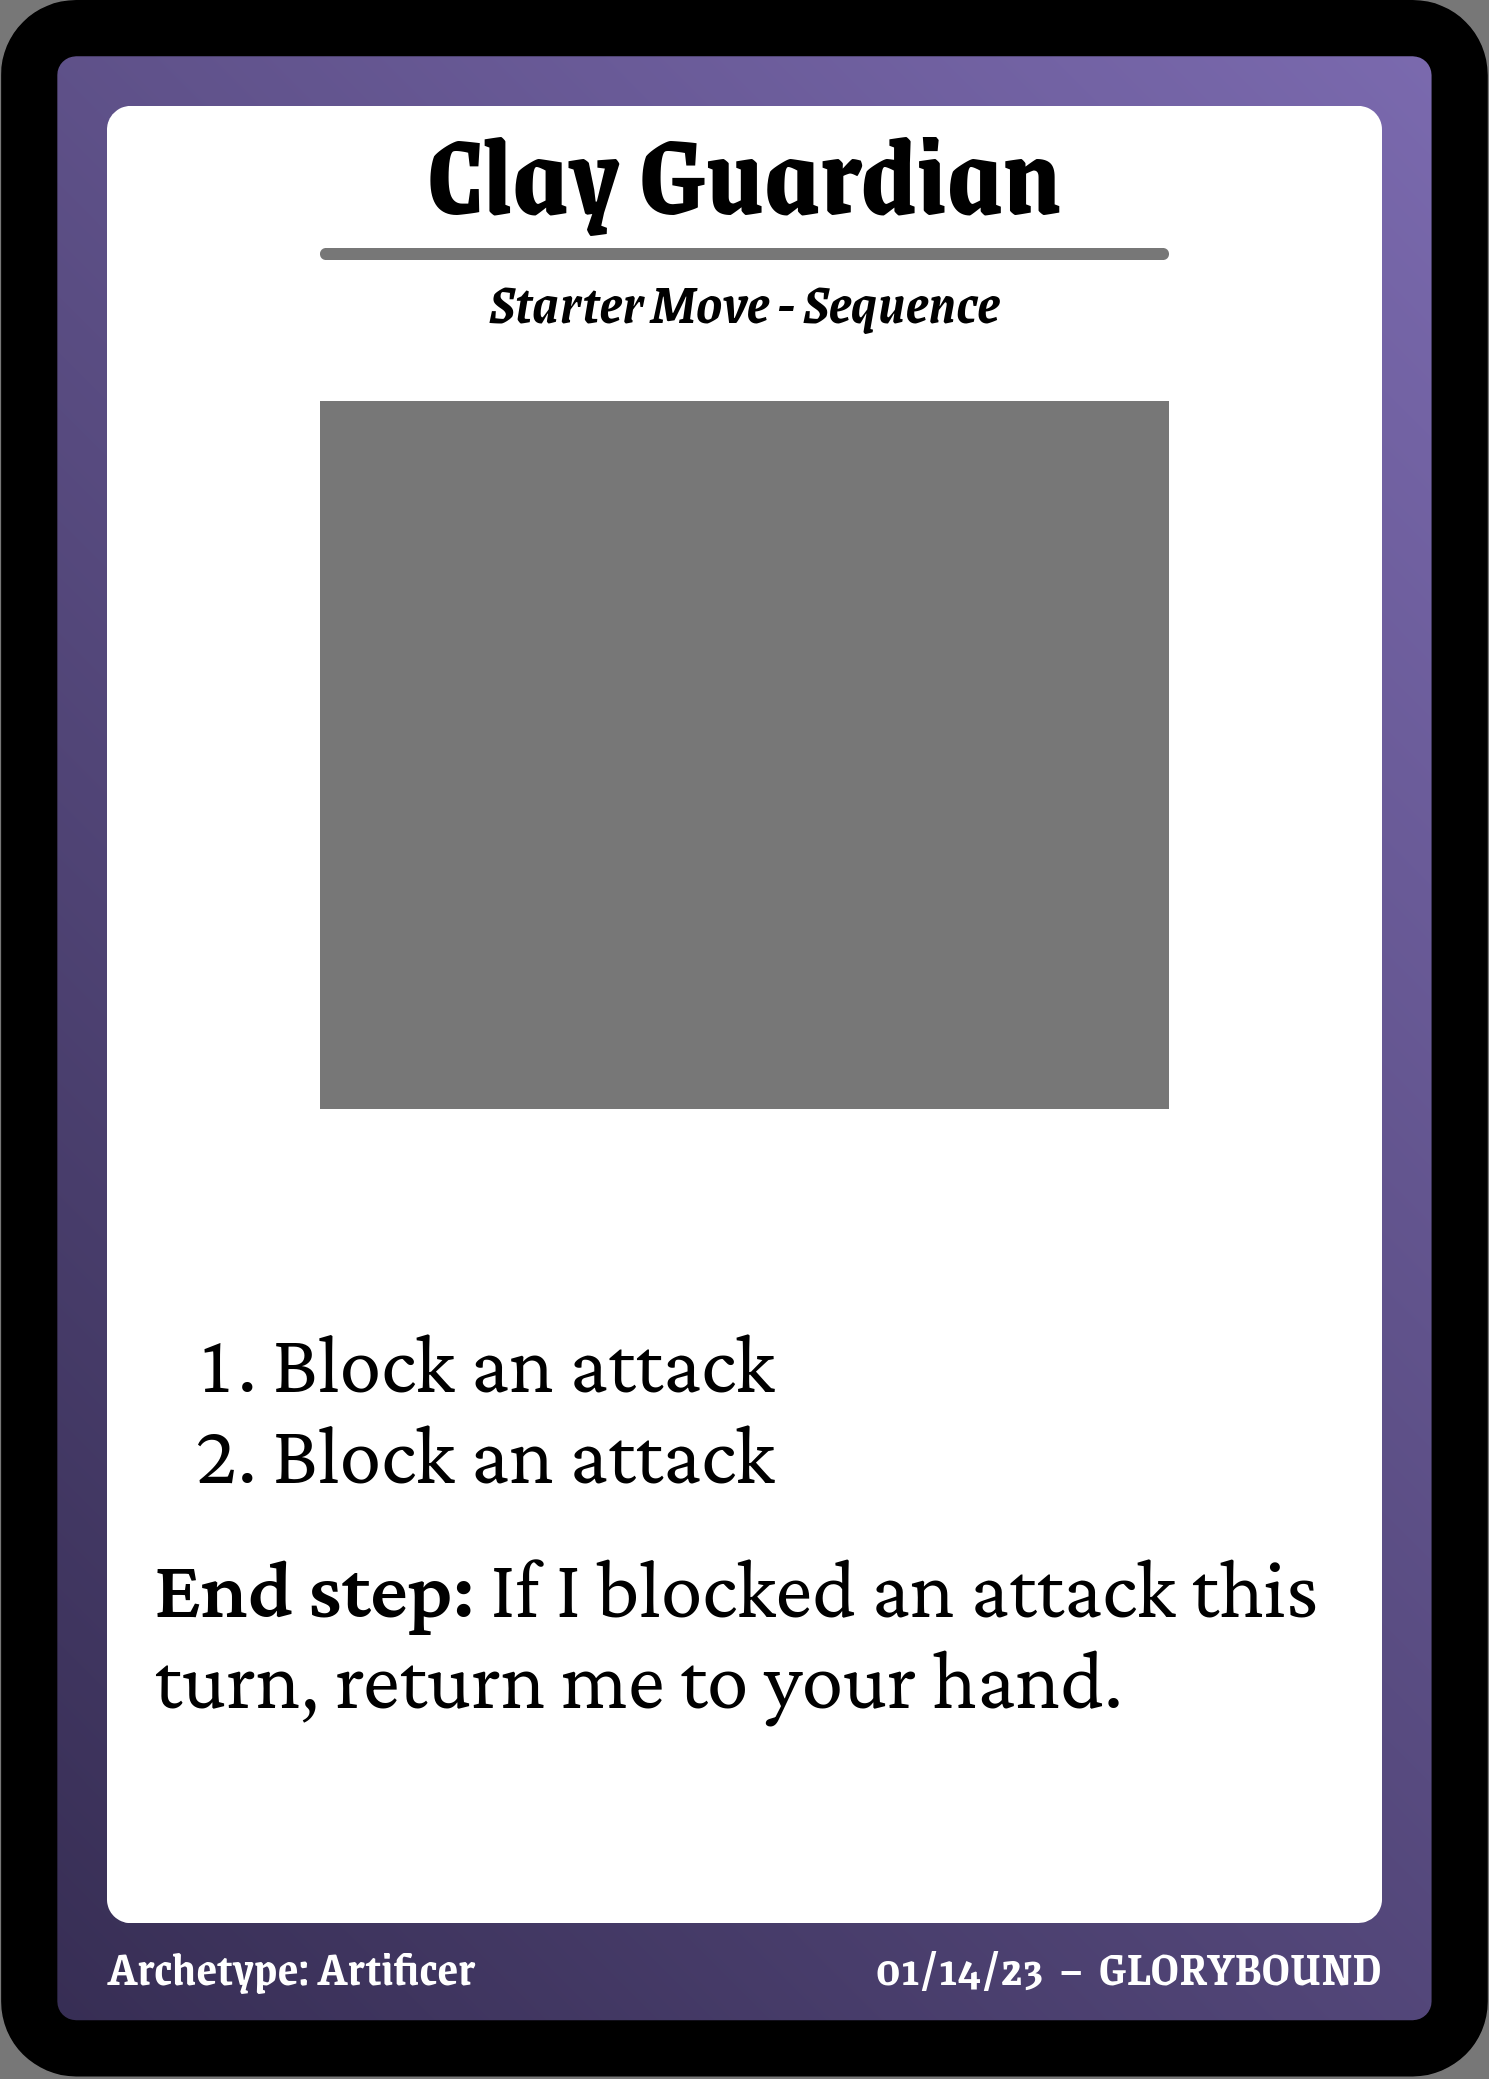 Clay Guardian
Starter Move - Sequence
1. Block an attack
2. Block an attack
End step: If I blocked an attack this
turn, return me to your hand.
Archetype: Artificer
01/14/23 – GLORYBOUND